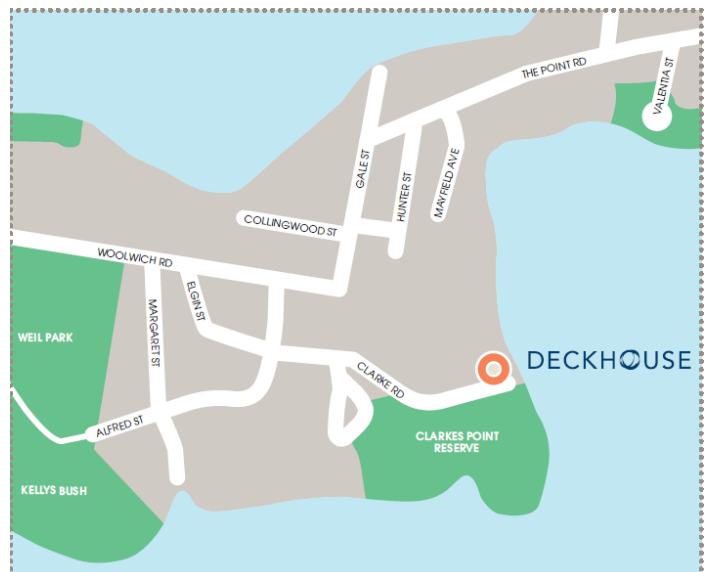 THE POINT RD
VALENTIA ST
GALE ST
HUNTER ST
MAYFIELD AVE
COLLINGWOOD ST
WOOLWICH RD
ELGIN ST
MARGARET ST
WEIL PARK
DECKHOUSE
CLARKE RD
ALFRED ST
CLARKES POINT
RESERVE
KELLYS BUSH